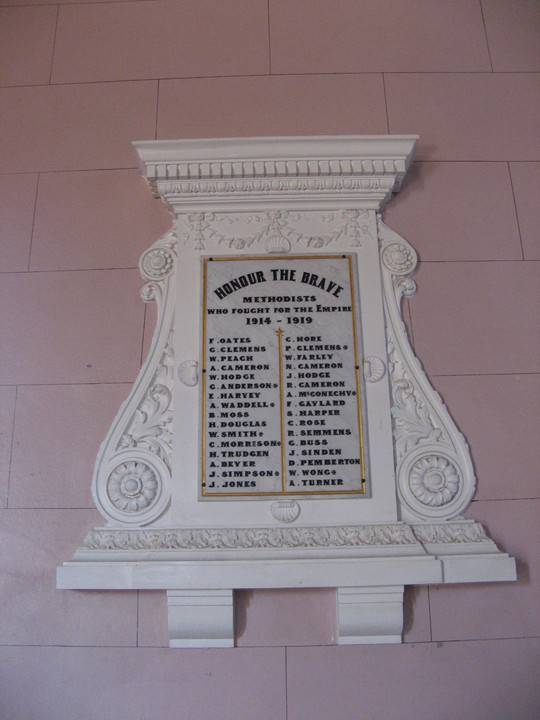 HONOUR THE BRAVE
METHODISTS
WHO FOUGHT FOR THE EMPIRE
1914 - 1919
F. OATES
G. CLEMENS
W. PEACH
A. CAMERON
W. HODGE
G. ANDERSON *
E. HARVEY
A. WADDELL *
B. MOSS
H. DOUGLAS
W. SMITH *
C. MORRISON *
H. TRUDGEN
A. BEYER
J. SIMPSON *
J. JONES
C. HORE
P. CLEMENS *
W. FARLEY
N. CAMERON
J. HODGE
R. CAMERON
A. McCONECHY *
F. GAYLARD
S. HARPER
C. ROSE
R. SEMMENS
G. BUSS
J. SINDEN
D. PEMBERTON
W. WONG *
A. TURNER